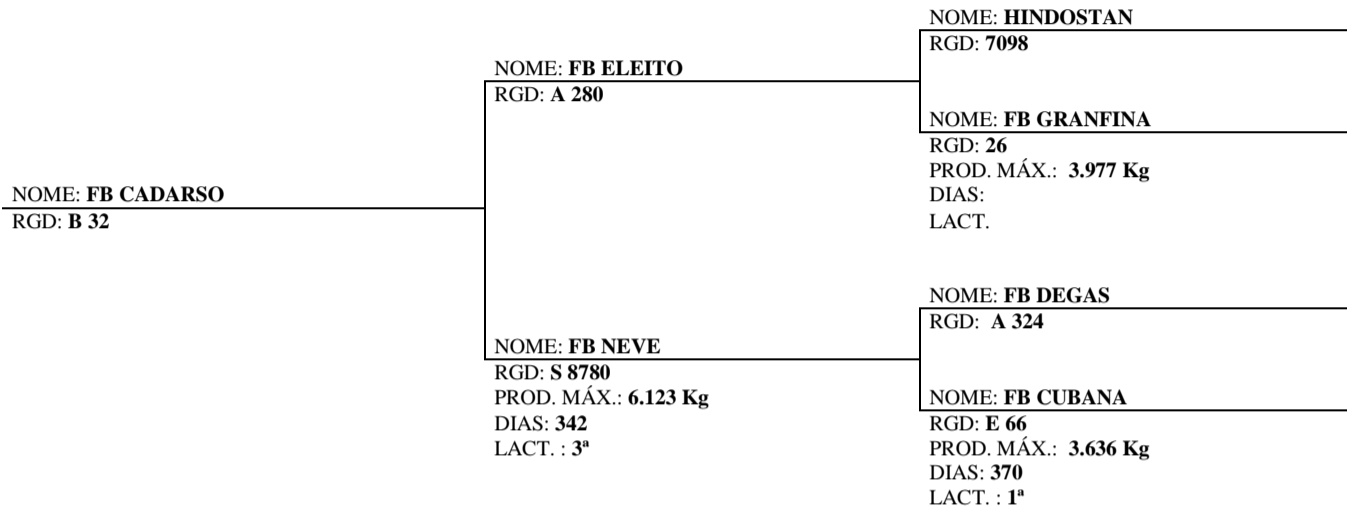 NOME: HINDOSTAN
RGD: 7098
NOME: FB ELEITO
RGD: A 280
NOME: FB GRANFINA
RGD: 26
PROD. MÁX.: 3.977 Kg
DIAS:
LACT.
NOME: FB CADARSO
RGD: B 32
NOME: FB DEGAS
RGD: A 324
NOME: FB NEVE
RGD: S 8780
PROD. MÁX.: 6.123 Kg
DIAS: 342
LACT. : 3ª
NOME: FB CUBANA
RGD: E 66
PROD. MÁX.: 3.636 Kg
DIAS: 370
LACT. : 1ª